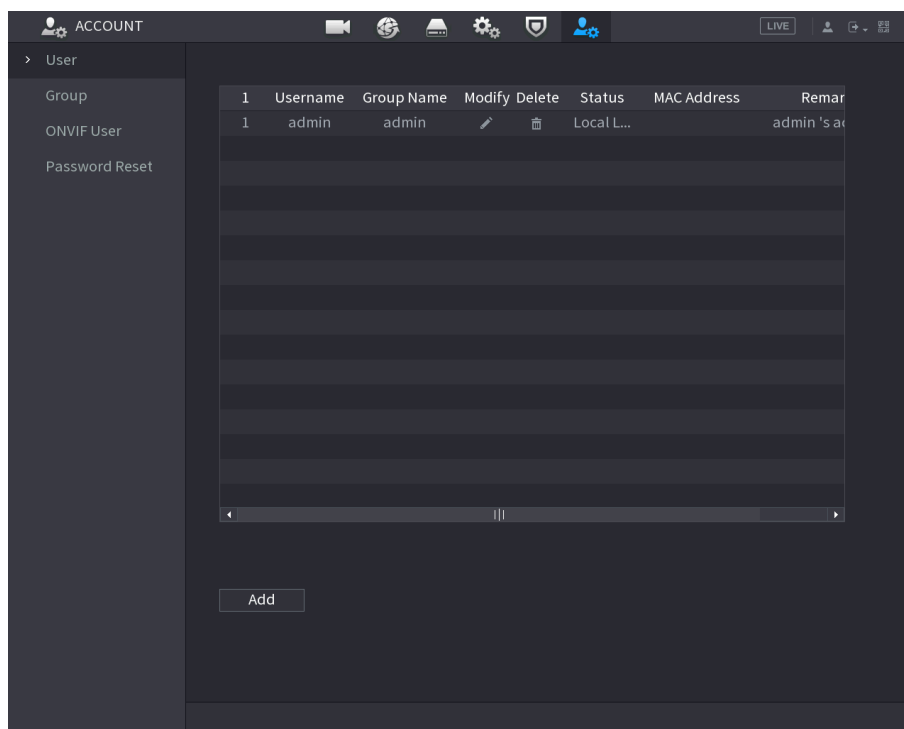 ACCOUNT
LIVE
User
Group
ONVIF User
Password Reset
1 Username Group Name Modify Delete Status MAC Address Remar
1 admin admin Local L... admin 's a
Add